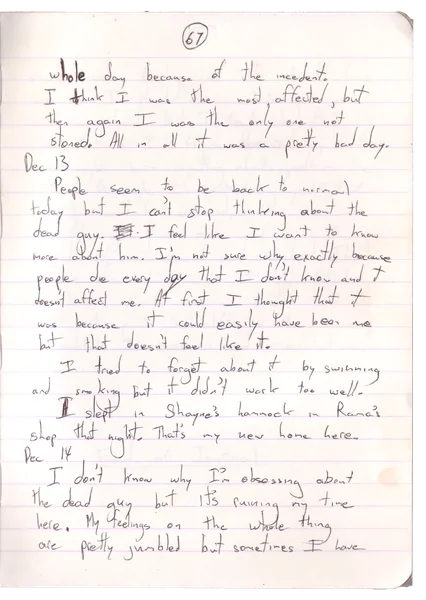 67
whole day because of the incedent.
I think I was the most affected, but
then again I was the only one not
stoned. All in all it was a pretty bad day.
Dec 13
People seem to be back to normal
today but I can't stop thinking about the
dead guy. I feel like I want to know
more about him. I'm not sure why exactly because
people die every day that I don't know and it
doesn't affect me. At first I thought that it
was because it could easily have been me
but that doesn't feel like it.
I tried to forget about it by swimming
and smoking but it didn't work too well.
I slept in Shayne's hammock in Rama's
shop that night. That's my new home here.
Dec 14
I don't know why I'm obsessing about
the dead guy but it's ruining my time
here. My feelings on the whole thing
are pretty jumbled but sometimes I have